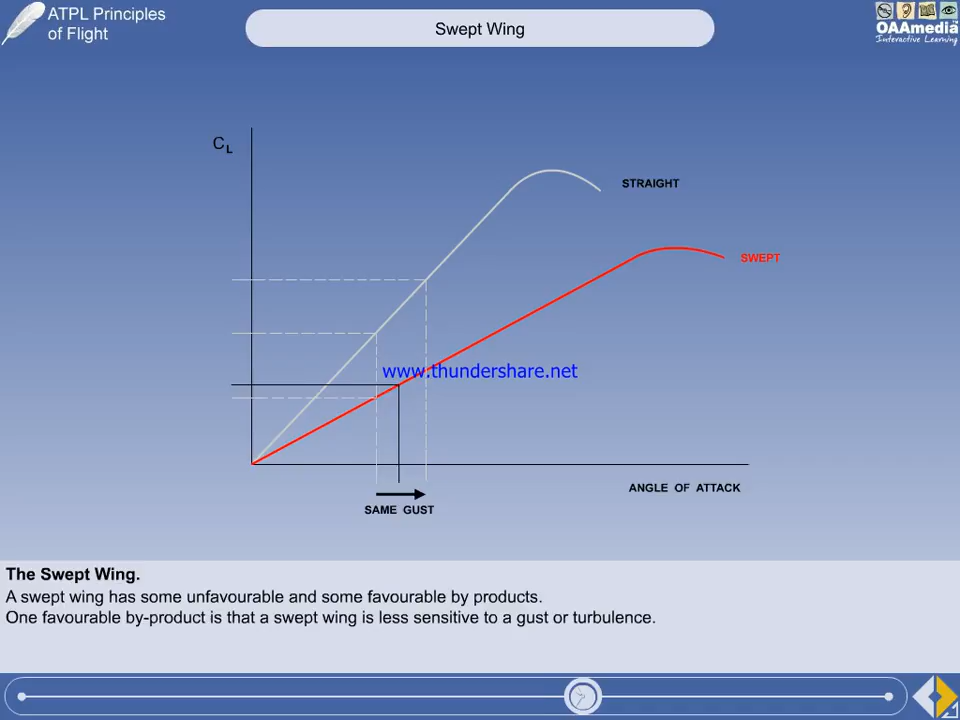 ATPL Principles
of Flight
Swept Wing
OAAmedia
Interactive Learning
CL
STRAIGHT
SWEPT
www.thundershare.net
ANGLE OF ATTACK
SAME GUST
The Swept Wing.
A swept wing has some unfavourable and some favourable by products.
One favourable by-product is that a swept wing is less sensitive to a gust or turbulence.